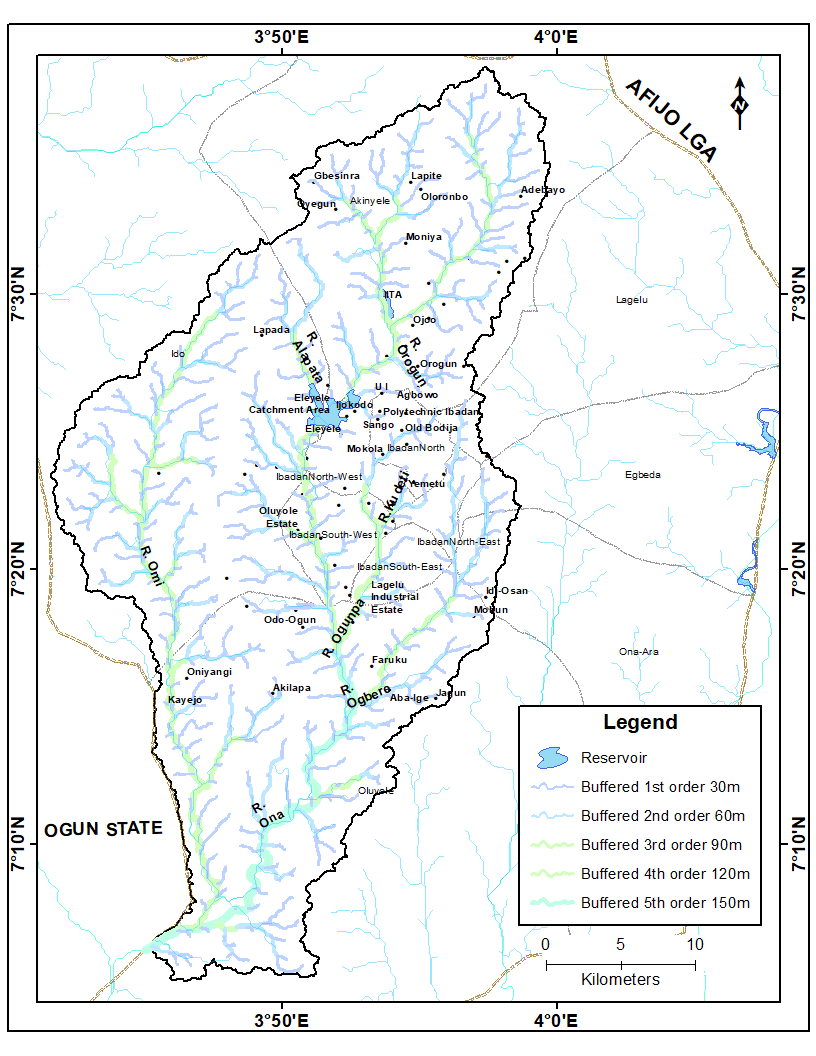 3°50'E
4°0'E
AFIJO LGA
N
Gbesinra
Lapite
Oyegun
Akinyele
Oloronbo
Adebayo
Moniya
7°30'N
7°30'N
IITA
Lagelu
Lapada
R.
Alapata
Ojoo
R.
Orogun
Ido
Orogun
U I
Eleyele
Agbowo
Ijokodo
Catchment Area
Polytechnic Ibadan
Eleyele
Sango
Old Bodija
Mokola
IbadanNorth
IbadanNorth-West
R.Kudeti
Yemetu
Egbeda
Oluyole
Estate
IbadanSouth-West
IbadanNorth-East
R. Omi
7°20'N
7°20'N
IbadanSouth-East
Lagelu
Industrial
Estate
Idi-Osan
Mokun
Odo-Ogun
R. Ogunpa
Ona-Ara
Faruku
Oniyangi
Akilapa
R.
Ogbere
Kayejo
Aba-Ige
Jagun
Legend
Reservoir
Buffered 1st order 30m
Buffered 2nd order 60m
Buffered 3rd order 90m
Buffered 4th order 120m
Buffered 5th order 150m
Oluyole
R.
Ona
OGUN STATE
7°10'N
7°10'N
0 5 10
Kilometers
3°50'E
4°0'E